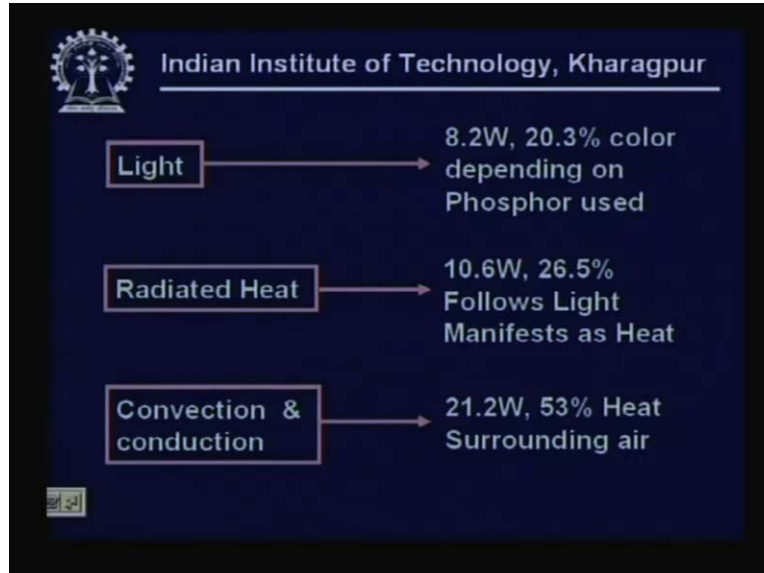 Indian Institute of Technology, Kharagpur
Light
8.2W, 20.3% color
depending on
Phosphor used
Radiated Heat
10.6W, 26.5%
Follows Light
Manifests as Heat
Convection &
conduction
21.2W, 53% Heat
Surrounding air